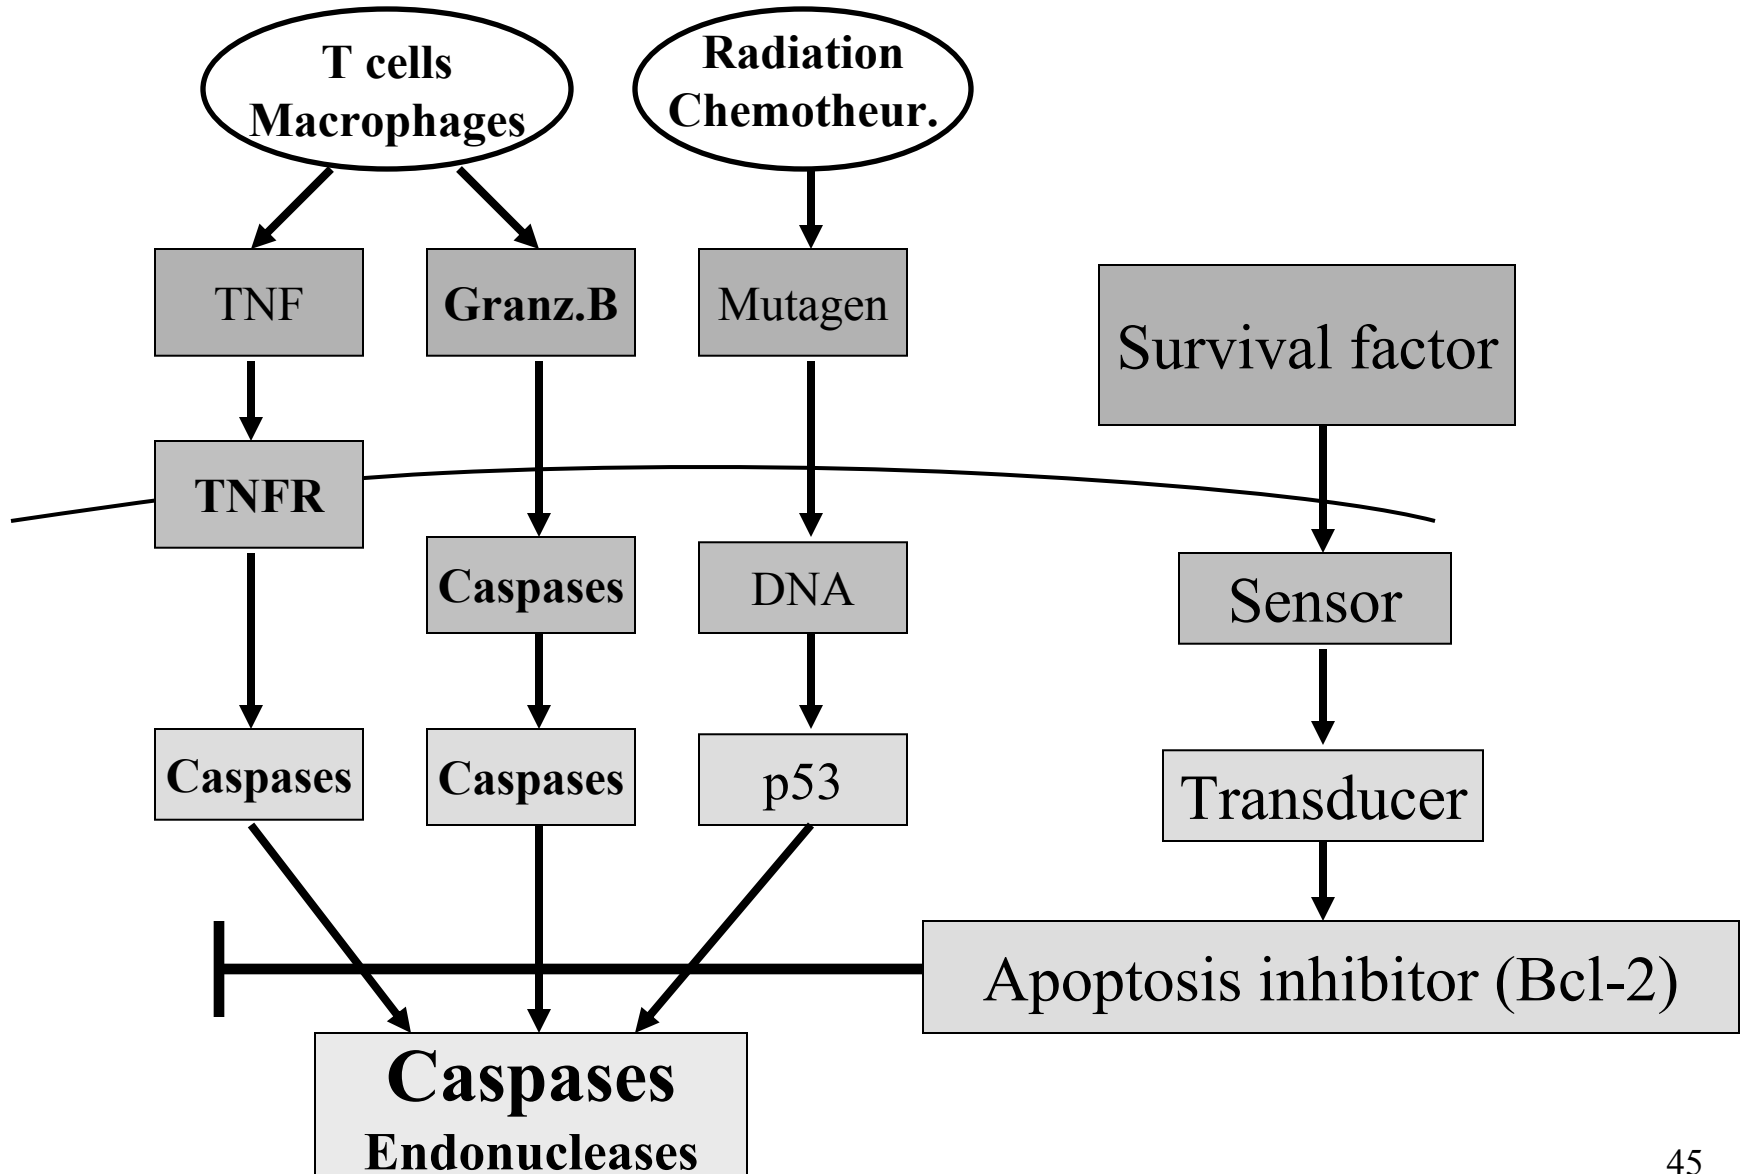 T cells
Macrophages
Radiation
Chemotheur.
TNF
Granz.B
Mutagen
Survival factor
TNFR
Caspases
DNA
Sensor
Caspases
Caspases
p53
Transducer
Apoptosis inhibitor (Bcl-2)
Caspases
Endonucleases
45